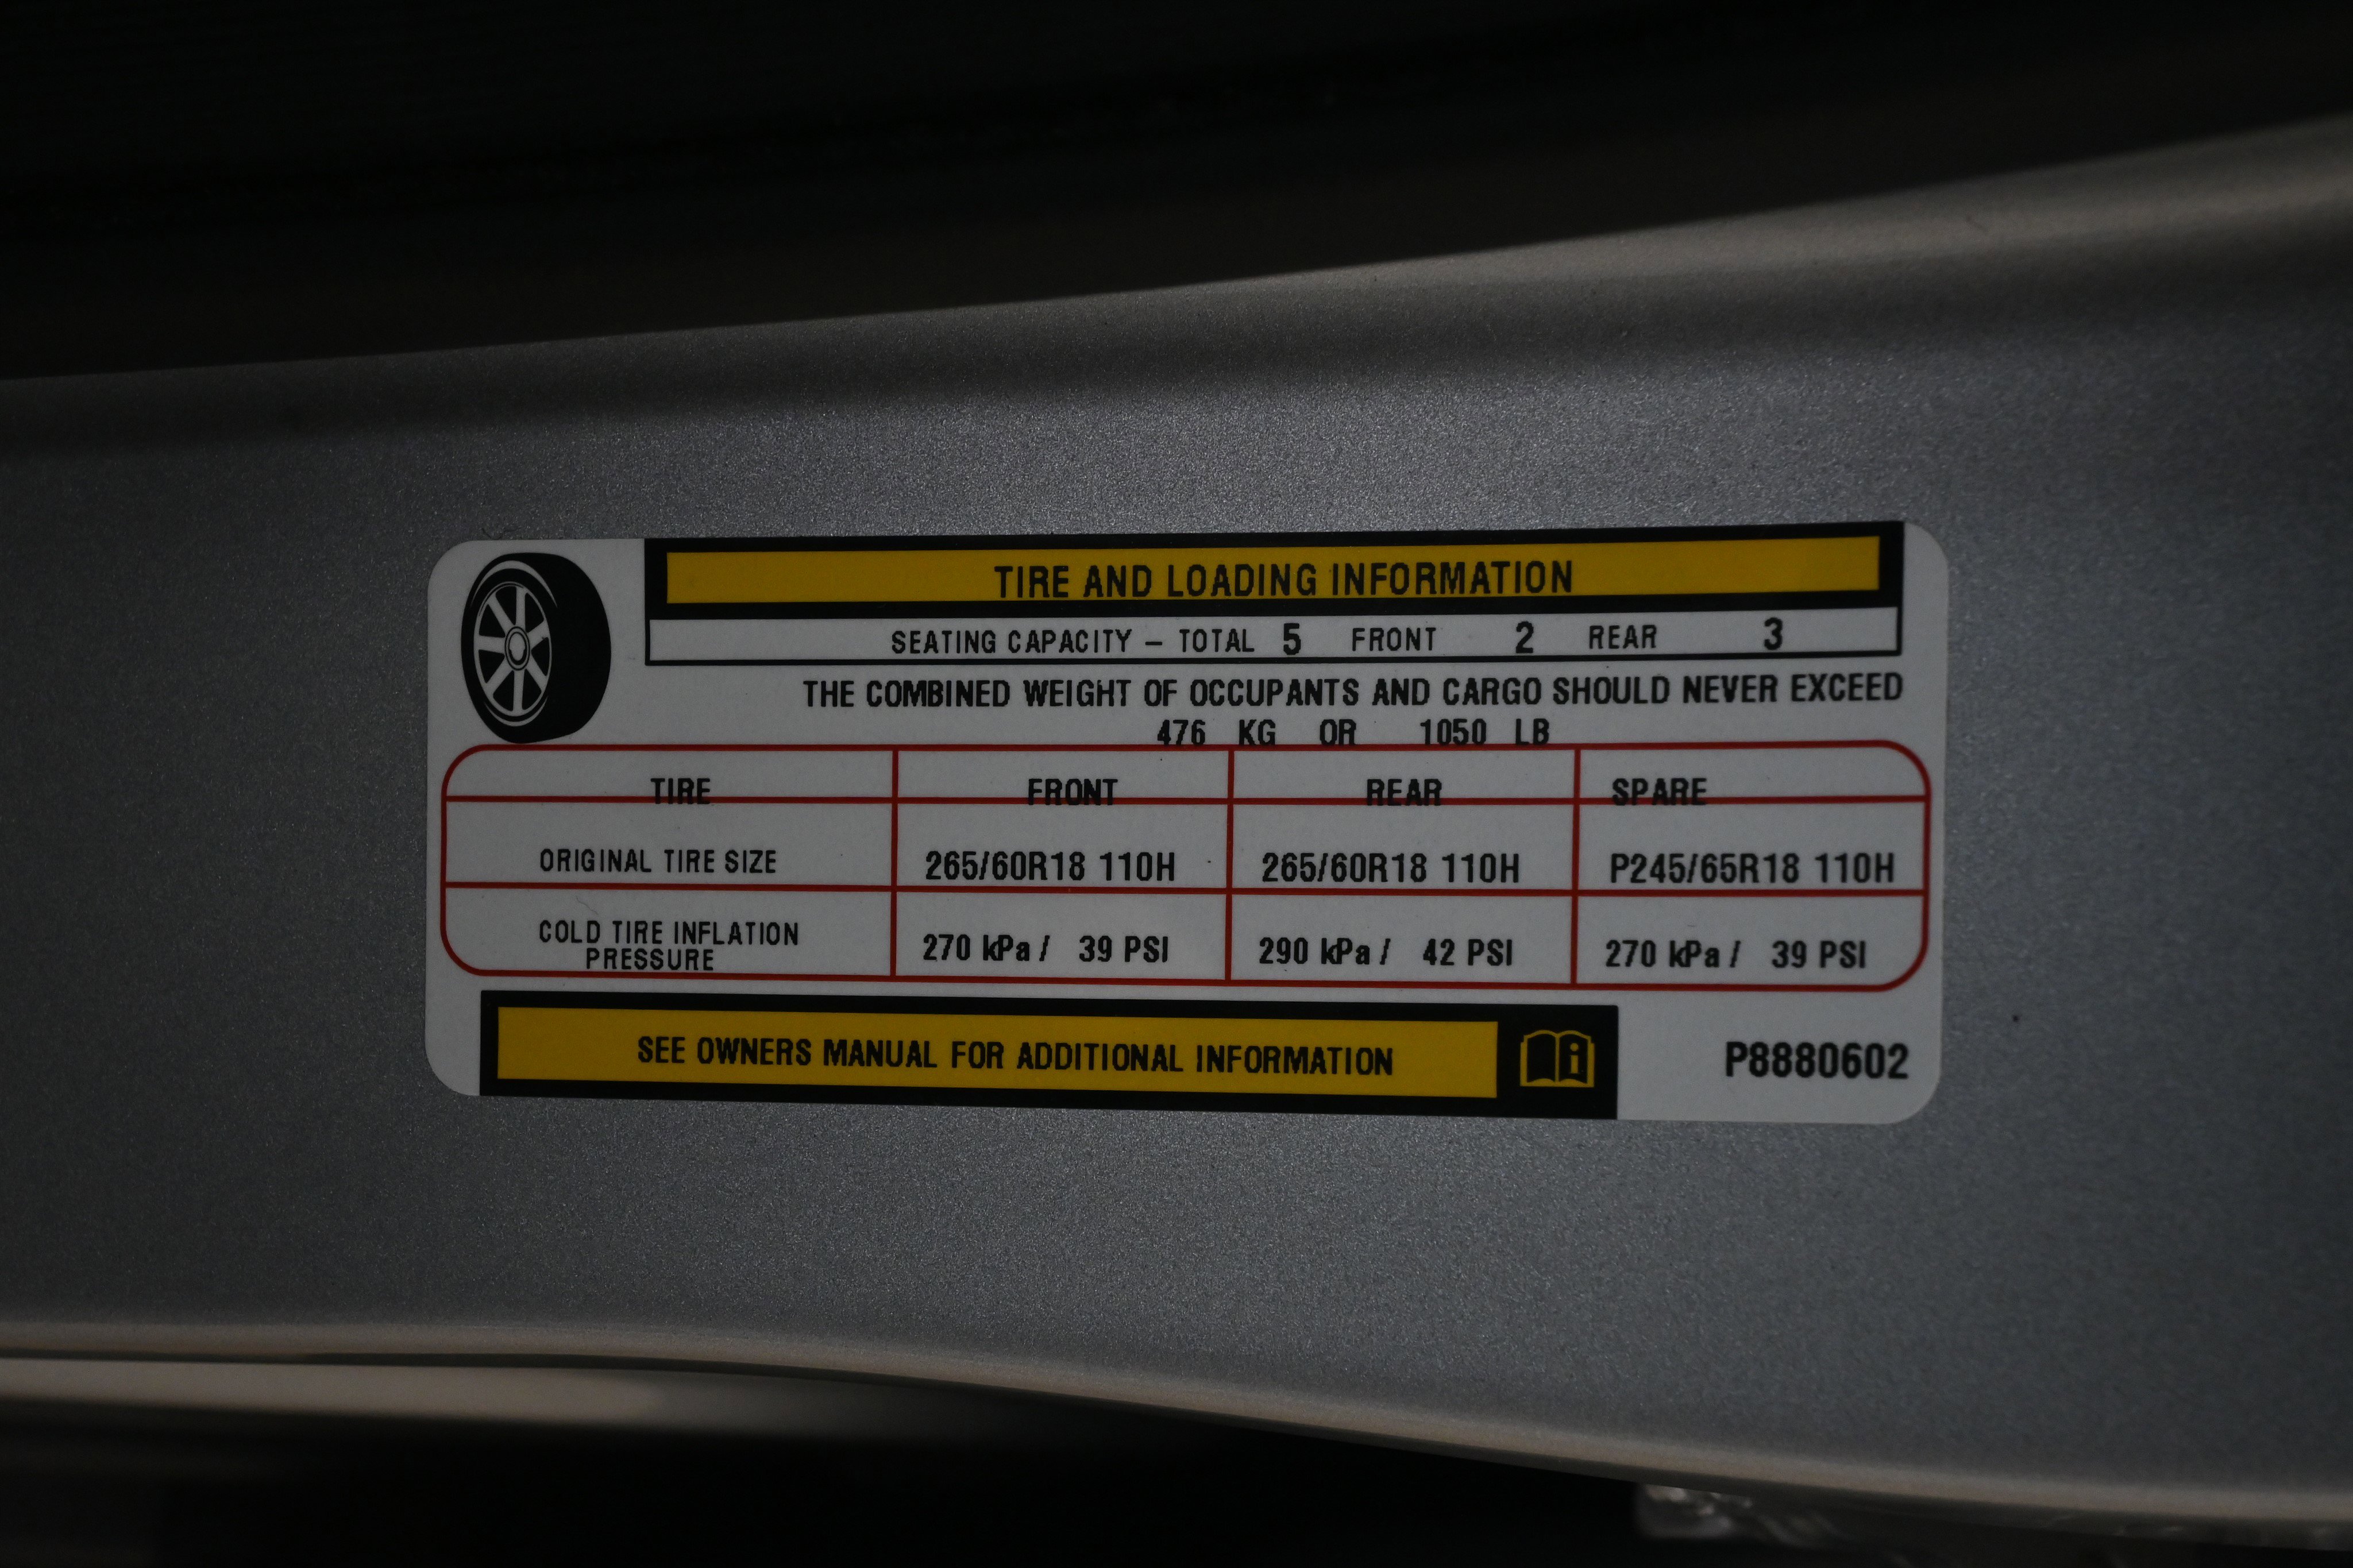 TIRE AND LOADING INFORMATION
SEATING CAPACITY – TOTAL 5 FRONT 2 REAR 3
THE COMBINED WEIGHT OF OCCUPANTS AND CARGO SHOULD NEVER EXCEED
476 KG OR 1050 LB
TIRE FRONT REAR SPARE
ORIGINAL TIRE SIZE 265/60R18 110H 265/60R18 110H P245/65R18 110H
COLD TIRE INFLATION
PRESSURE 270 kPa / 39 PSI 290 kPa / 42 PSI 270 kPa / 39 PSI
SEE OWNERS MANUAL FOR ADDITIONAL INFORMATION
P8880602